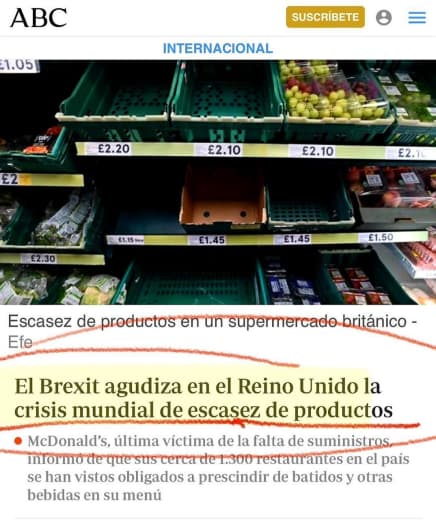 ABC
SUSCRÍBETE
INTERNACIONAL
£1.05
£2.20
£2.10
£2.10
£2
£1.15
£1.45
£1.45
£1.50
£2.30
Escasez de productos en un supermercado británico -
Efe
El Brexit agudiza en el Reino Unido la
crisis mundial de escasez de productos
McDonald's, última víctima de la falta de suministros,
informó de que sus cerca de 1.300 restaurantes en el país
se han vistos obligados a prescindir de batidos y otras
bebidas en su menú